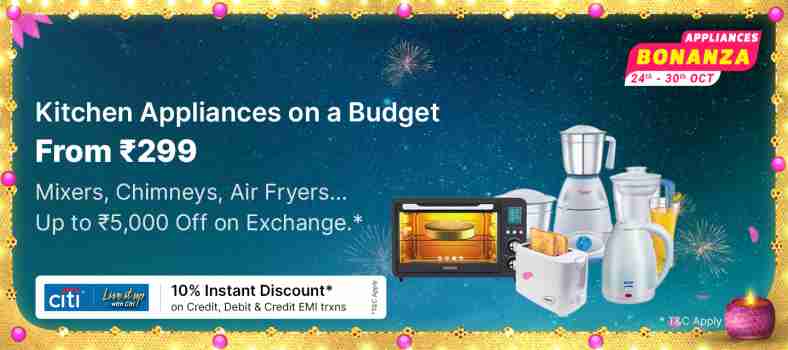 APPLIANCES
BONANZA
24th - 30th OCT
Kitchen Appliances on a Budget
From ₹299
Mixers, Chimneys, Air Fryers...
Up to ₹5,000 Off on Exchange.*
citi
Live it up
with Citi
10% Instant Discount*
on Credit, Debit & Credit EMI trxns
*T&C Apply
* T&C Apply